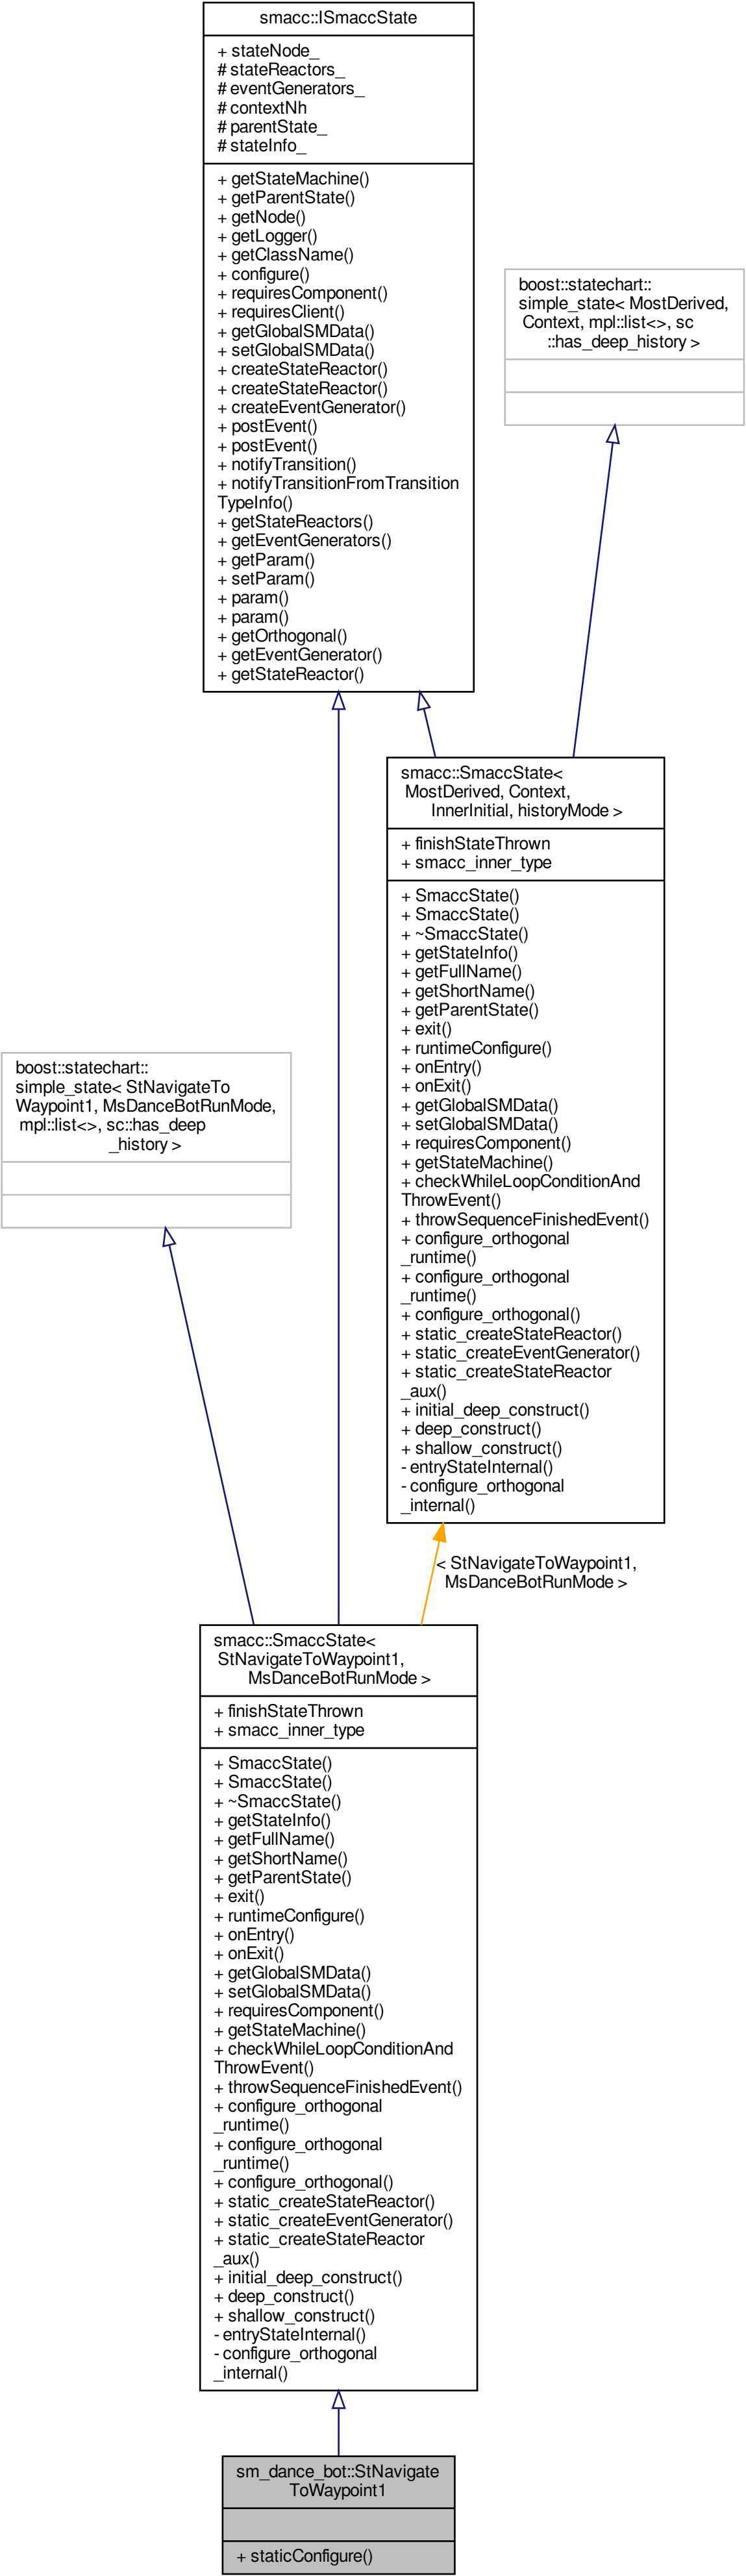 smacc::ISmaccState
+ stateNode_
# stateReactors_
# eventGenerators_
# contextNh
# parentState_
# stateInfo_
+ getStateMachine()
+ getParentState()
+ getNode()
+ getLogger()
+ getClassName()
+ configure()
+ requiresComponent()
+ requiresClient()
+ getGlobalSMData()
+ setGlobalSMData()
+ createStateReactor()
+ createStateReactor()
+ createEventGenerator()
+ postEvent()
+ postEvent()
+ notifyTransition()
+ notifyTransitionFromTransition
TypeInfo()
+ getStateReactors()
+ getEventGenerators()
+ getParam()
+ setParam()
+ param()
+ param()
+ getOrthogonal()
+ getEventGenerator()
+ getStateReactor()
boost::statechart::
simple_state< MostDerived,
Context, mpl::list<>, sc
::has_deep_history >
smacc::SmaccState<
MostDerived, Context,
InnerInitial, historyMode >
+ finishStateThrown
+ smacc_inner_type
+ SmaccState()
+ SmaccState()
+ ~SmaccState()
+ getStateInfo()
+ getFullName()
+ getShortName()
+ getParentState()
+ exit()
+ runtimeConfigure()
+ onEntry()
+ onExit()
+ getGlobalSMData()
+ setGlobalSMData()
+ requiresComponent()
+ getStateMachine()
+ checkWhileLoopConditionAnd
ThrowEvent()
+ throwSequenceFinishedEvent()
+ configure_orthogonal
_runtime()
+ configure_orthogonal
_runtime()
+ configure_orthogonal()
+ static_createStateReactor()
+ static_createEventGenerator()
+ static_createStateReactor
_aux()
+ initial_deep_construct()
+ deep_construct()
+ shallow_construct()
- entryStateInternal()
- configure_orthogonal
_internal()
boost::statechart::
simple_state< StNavigateTo
Waypoint1, MsDanceBotRunMode,
mpl::list<>, sc::has_deep
_history >
< StNavigateToWaypoint1,
MsDanceBotRunMode >
smacc::SmaccState<
StNavigateToWaypoint1,
MsDanceBotRunMode >
+ finishStateThrown
+ smacc_inner_type
+ SmaccState()
+ SmaccState()
+ ~SmaccState()
+ getStateInfo()
+ getFullName()
+ getShortName()
+ getParentState()
+ exit()
+ runtimeConfigure()
+ onEntry()
+ onExit()
+ getGlobalSMData()
+ setGlobalSMData()
+ requiresComponent()
+ getStateMachine()
+ checkWhileLoopConditionAnd
ThrowEvent()
+ throwSequenceFinishedEvent()
+ configure_orthogonal
_runtime()
+ configure_orthogonal
_runtime()
+ configure_orthogonal()
+ static_createStateReactor()
+ static_createEventGenerator()
+ static_createStateReactor
_aux()
+ initial_deep_construct()
+ deep_construct()
+ shallow_construct()
- entryStateInternal()
- configure_orthogonal
_internal()
sm_dance_bot::StNavigate
ToWaypoint1
+ staticConfigure()